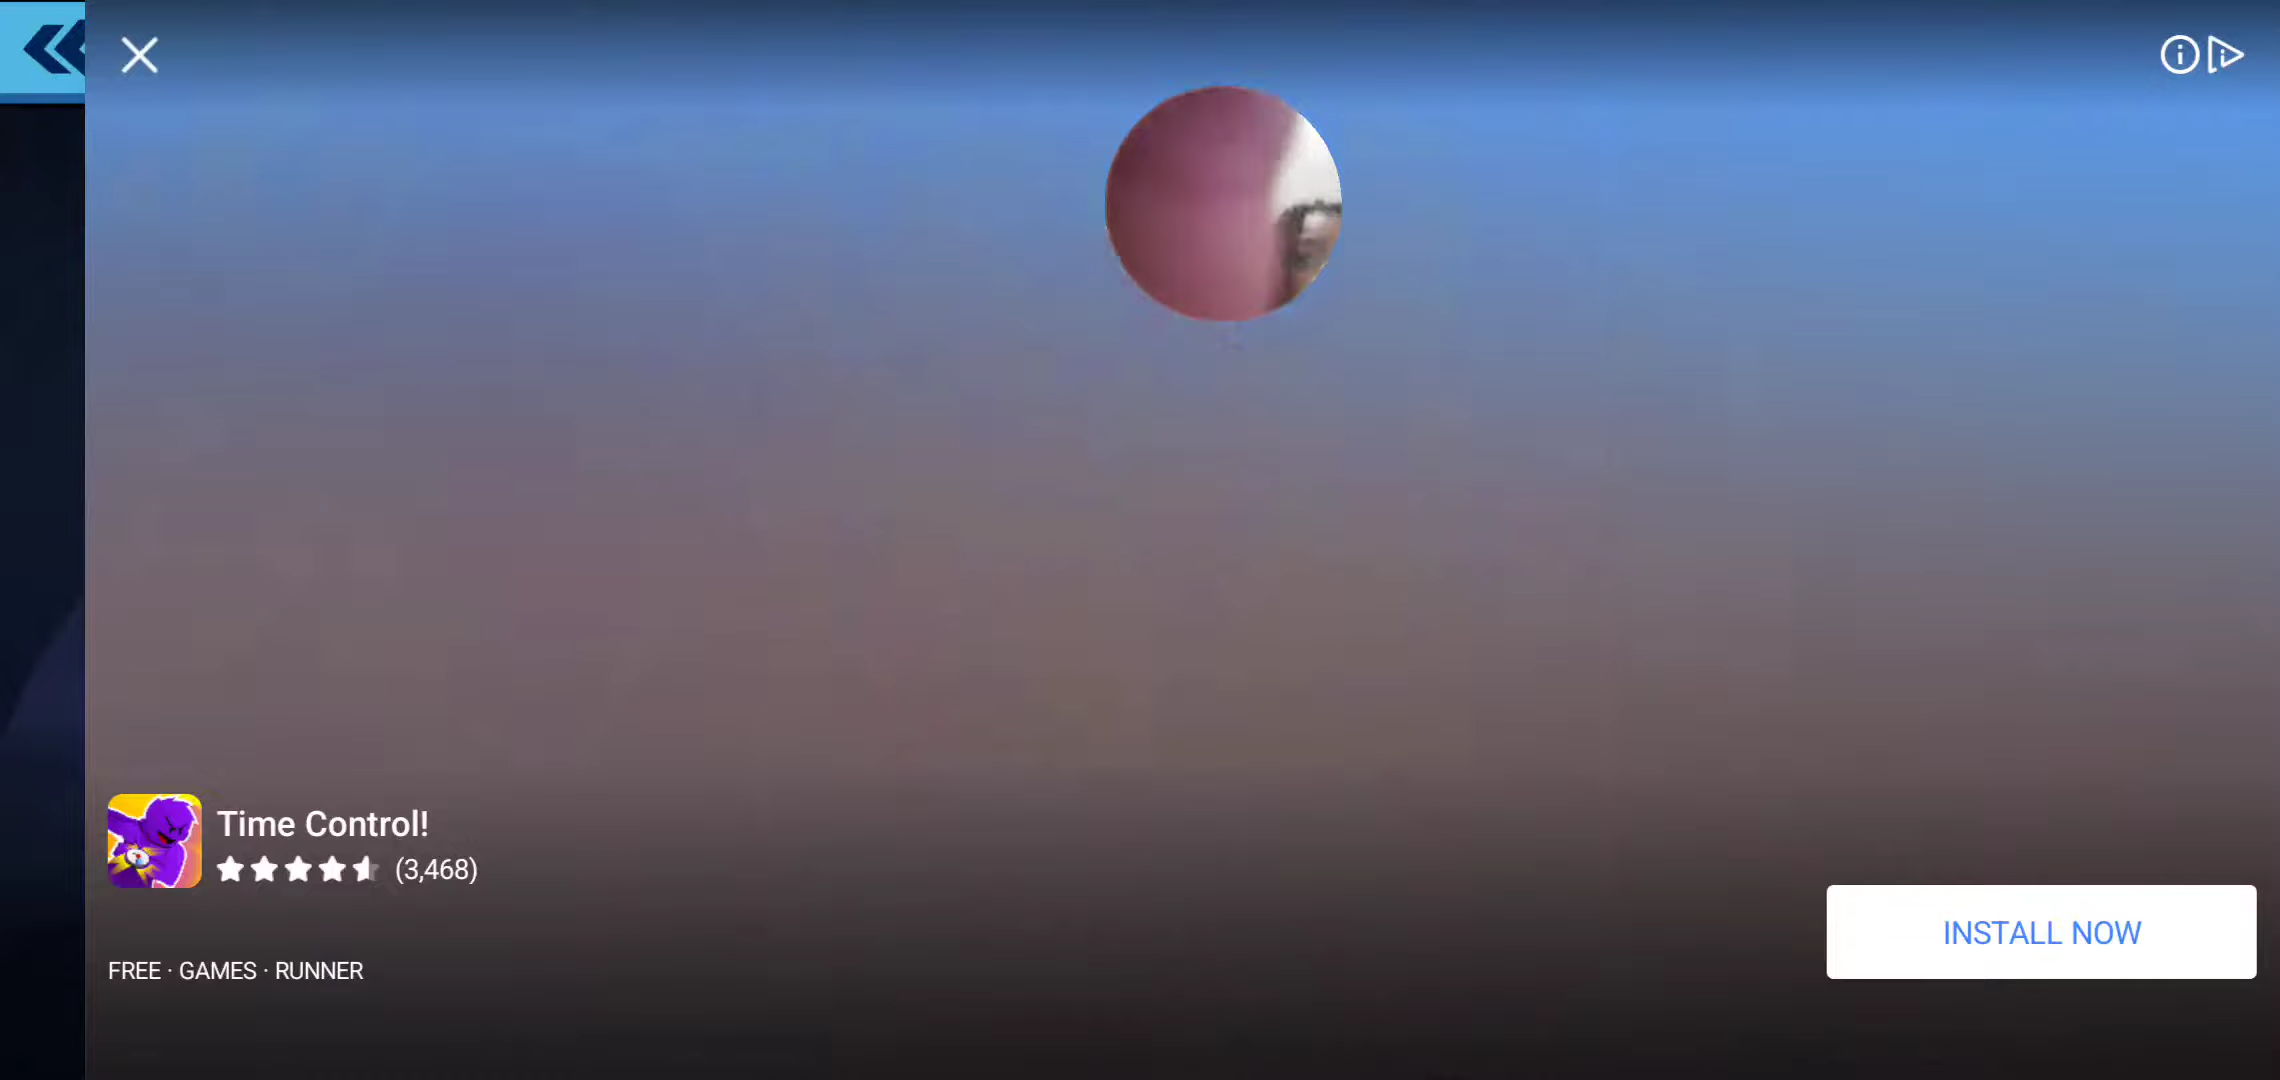 Time Control!
(3,468)
INSTALL NOW
FREE · GAMES · RUNNER